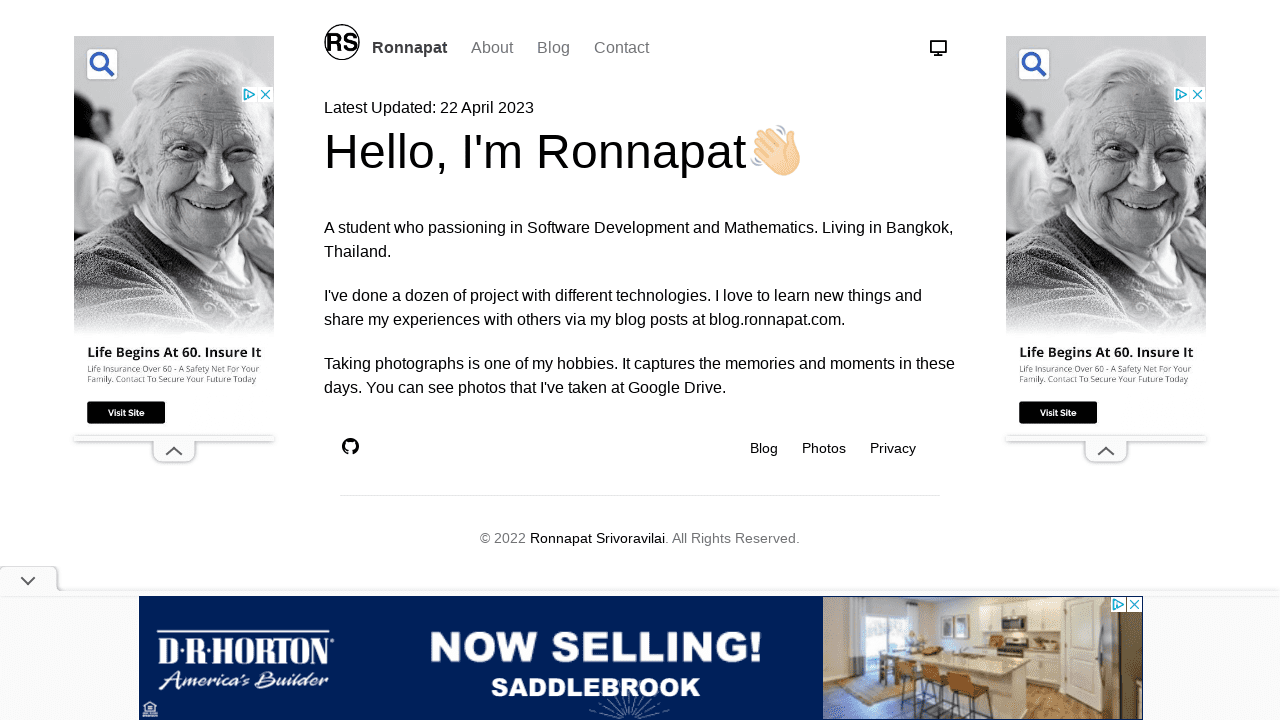 RS
Ronnapat About Blog Contact
Latest Updated: 22 April 2023
Hello, I'm Ronnapat👋🏻
A student who passioning in Software Development and Mathematics. Living in Bangkok,
Thailand.
I've done a dozen of project with different technologies. I love to learn new things and
share my experiences with others via my blog posts at blog.ronnapat.com.
Taking photographs is one of my hobbies. It captures the memories and moments in these
days. You can see photos that I've taken at Google Drive.
Blog Photos Privacy
© 2022 Ronnapat Srivoravilai. All Rights Reserved.
Life Begins At 60. Insure It
Life Insurance Over 60 - A Safety Net For Your
Family. Contact To Secure Your Future Today
Visit Site
Life Begins At 60. Insure It
Life Insurance Over 60 - A Safety Net For Your
Family. Contact To Secure Your Future Today
Visit Site
D·R·HORTON
America's Builder
NOW SELLING!
SADDLEBROOK